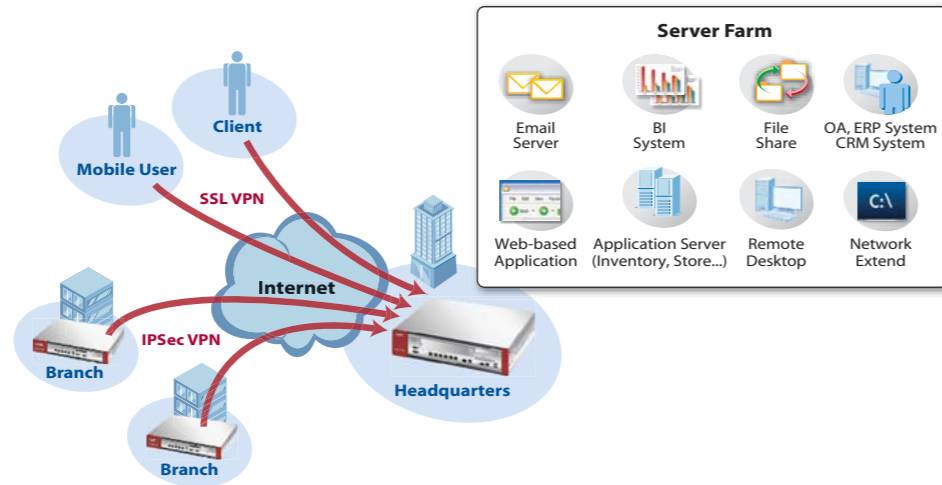 Server Farm
Email
Server
BI
System
File
Share
OA, ERP System
CRM System
Web-based
Application
Application Server
(Inventory, Store...)
Remote
Desktop
C:\
Network
Extend
Client
Mobile User
SSL VPN
Internet
IPSec VPN
Branch
Headquarters
Branch